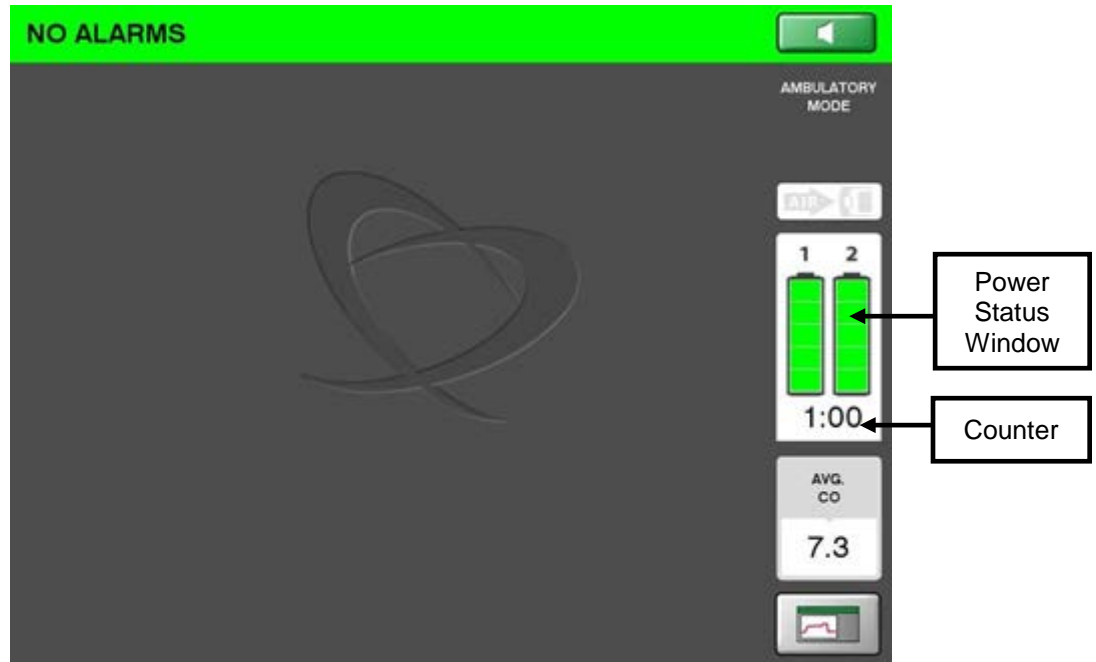 NO ALARMS
AMBULATORY
MODE
AIR
1 2
Power
Status
Window
1:00
Counter
AVG.
CO
7.3